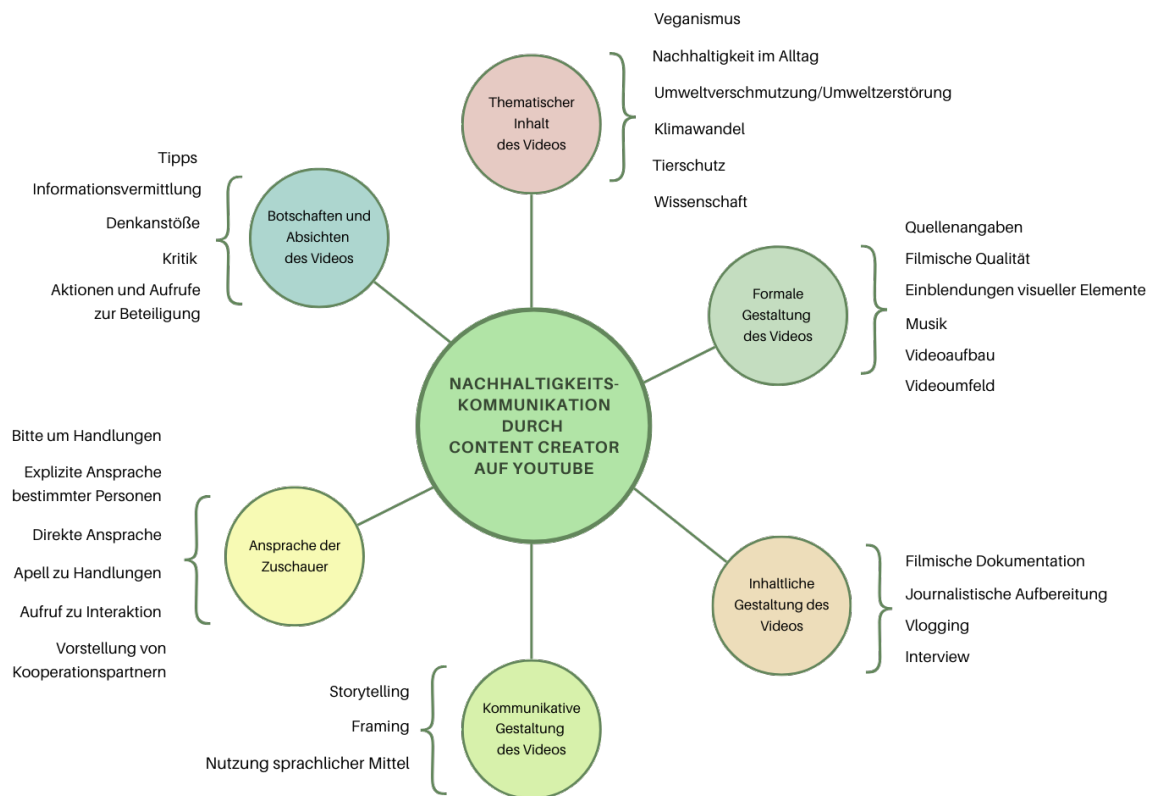 Veganismus
Nachhaltigkeit im Alltag
Umweltverschmutzung/Umweltzerstörung
Klimawandel
Tierschutz
Wissenschaft
Thematischer
Inhalt
des Videos
Tipps
Informationsvermittlung
Denkanstöße
Kritik
Aktionen und Aufrufe
zur Beteiligung
Botschaften und
Absichten
des Videos
Quellenangaben
Filmische Qualität
Einblendungen visueller Elemente
Musik
Videoaufbau
Videoumfeld
Formale
Gestaltung
des Videos
NACHHALTIGKEITS-
KOMMUNIKATION
DURCH
CONTENT CREATOR
AUF YOUTUBE
Bitte um Handlungen
Explizite Ansprache
bestimmter Personen
Direkte Ansprache
Apell zu Handlungen
Aufruf zu Interaktion
Vorstellung von
Kooperationspartnern
Ansprache der
Zuschauer
Inhaltliche
Gestaltung des
Videos
Filmische Dokumentation
Journalistische Aufbereitung
Vlogging
Interview
Storytelling
Framing
Nutzung sprachlicher Mittel
Kommunikative
Gestaltung
des Videos